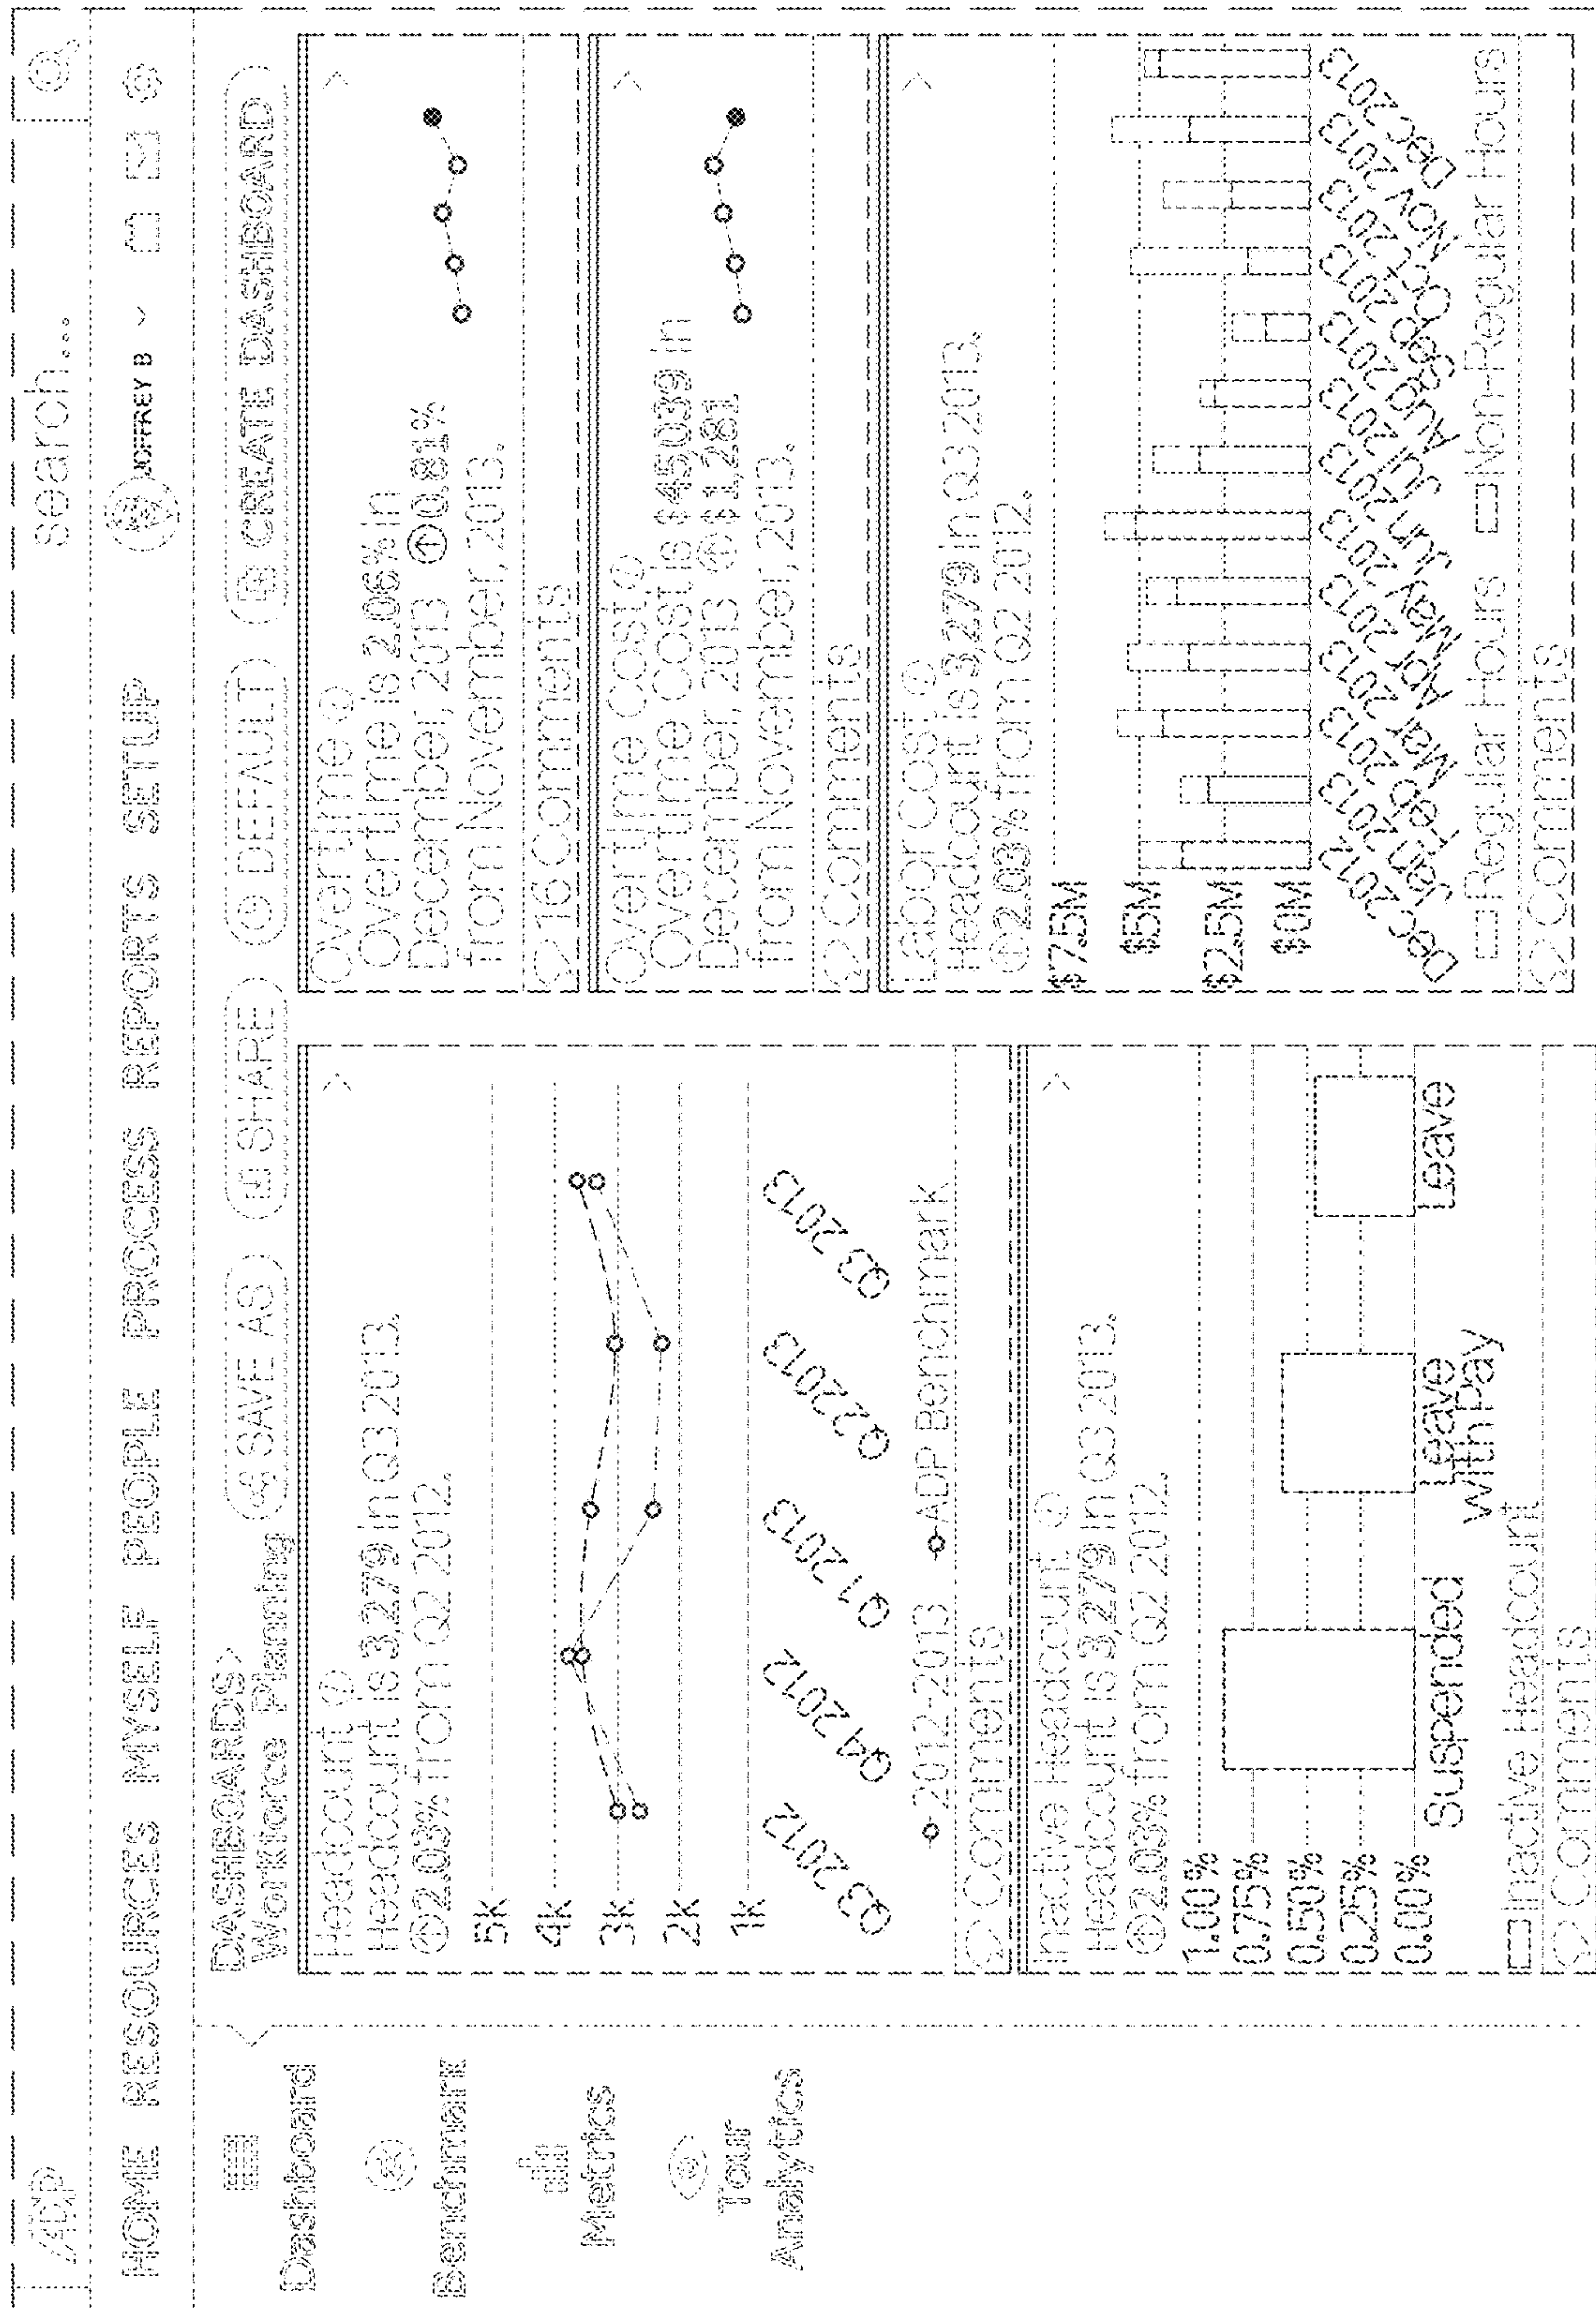 ADP
search...
HOME RESOURCES MYSELF PEOPLE PROCESS REPORTS SETUP
JOFFREY B
Dashboard
Benchmark
Metrics
Tour
Analytics
DASHBOARDS>
Workforce Planning
SAVE AS
SHARE
DEFAULT
CREATE DASHBOARD
Headcount
Headcount is 3,279 in Q3 2013.
2.03% from Q2 2012.
5K
4K
3K
2K
1K
Q3 2012
Q4 2012
Q1 2013
Q2 2013
Q3 2013
2012-2013
ADP Benchmark
Comments
Inactive Headcount
Headcount is 3,279 in Q3 2013.
2.03% from Q2 2012.
1.00%
0.75%
0.50%
0.25%
0.00%
Suspended
Leave
with Pay
Leave
Inactive Headcount
Comments
Overtime
Overtime is 2.06% in
December, 2013 0.81%
from November, 2013.
216 Comments
Overtime Cost
Overtime Cost is $45,039 in
December, 2013 $1,281
from November, 2013.
Comments
Labor Cost
Headcount is 3,279 in Q3 2013.
2.03% from Q2 2012.
$7.5M
$5M
$2.5M
$0M
Dec 2012
Jan 2013
Feb 2013
Mar 2013
Apr 2013
May 2013
Jun 2013
Jul 2013
Aug 2013
Sep 2013
Oct 2013
Nov 2013
Dec 2013
Regular Hours
Non-Regular Hours
Comments